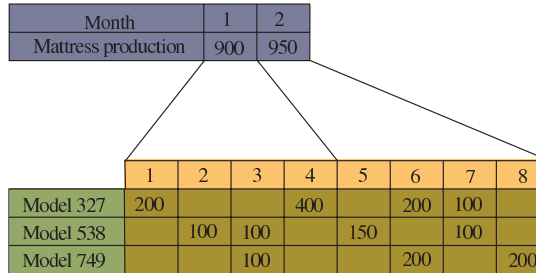 Month 1 2
Mattress production 900 950
1 2 3 4 5 6 7 8
Model 327 200 400 200 100
Model 538 100 100 150 100
Model 749 100 200 200